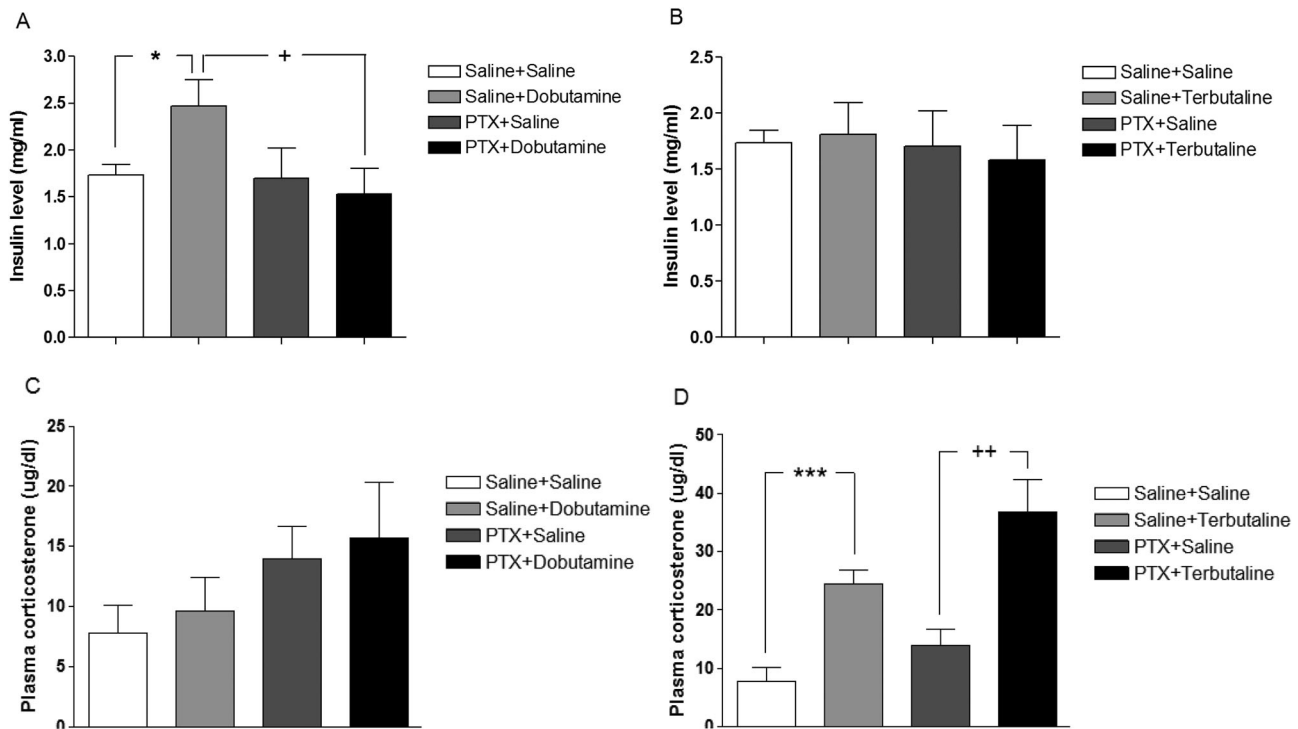 A
Insulin level (mg/ml)
3.0
2.5
2.0
1.5
1.0
0.5
0.0
*
+
Saline+Saline
Saline+Dobutamine
PTX+Saline
PTX+Dobutamine
B
Insulin level (mg/ml)
2.5
2.0
1.5
1.0
0.5
0.0
Saline+Saline
Saline+Terbutaline
PTX+Saline
PTX+Terbutaline
C
Plasma corticosterone (ug/dl)
25
20
15
10
5
0
Saline+Saline
Saline+Dobutamine
PTX+Saline
PTX+Dobutamine
D
Plasma corticosterone (ug/dl)
50
40
30
20
10
0
***
++
Saline+Saline
Saline+Terbutaline
PTX+Saline
PTX+Terbutaline